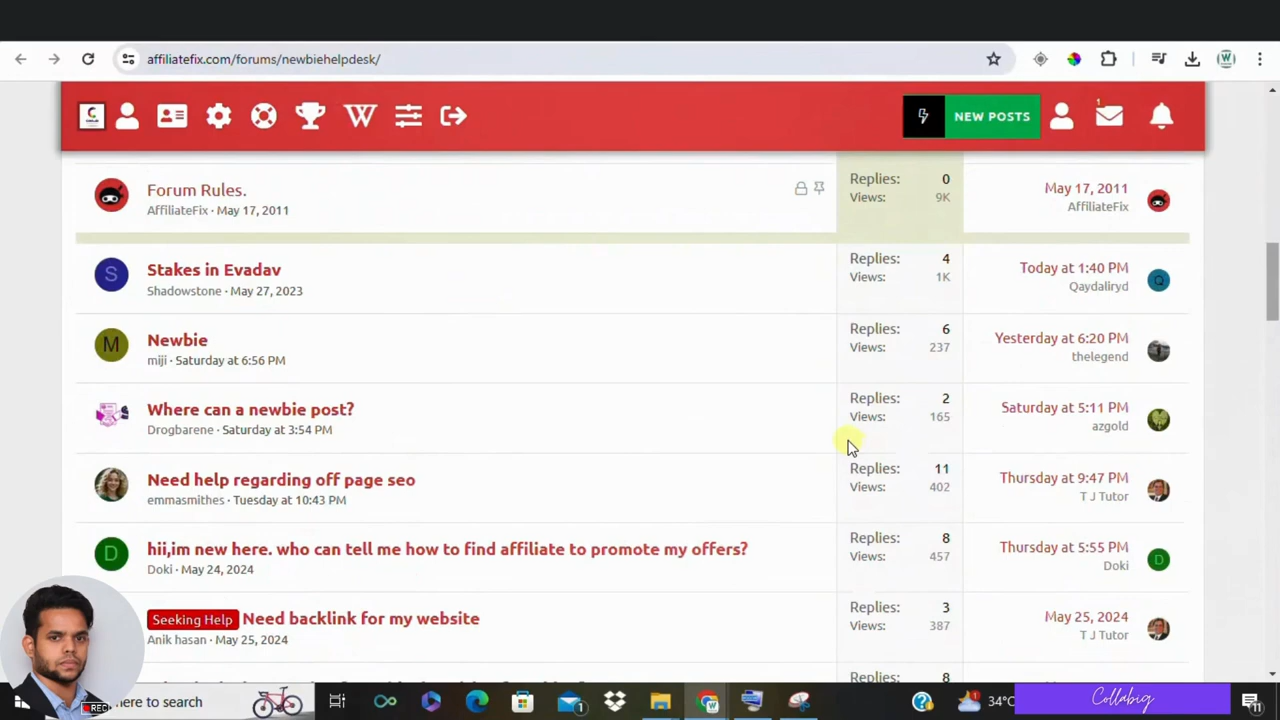 affiliatefix.com/forums/newbiehelpdesk/
NEW POSTS
1
Forum Rules.
AffiliateFix · May 17, 2011
Replies: 0
Views: 9K
May 17, 2011
AffiliateFix
S
Stakes in Evadav
Shadowstone · May 27, 2023
Replies: 4
Views: 1K
Today at 1:40 PM
Qaydaliryd
Q
M
Newbie
miji · Saturday at 6:56 PM
Replies: 6
Views: 237
Yesterday at 6:20 PM
thelegend
Where can a newbie post?
Drogbarene · Saturday at 3:54 PM
Replies: 2
Views: 165
Saturday at 5:11 PM
azgold
Need help regarding off page seo
emmasmithes · Tuesday at 10:43 PM
Replies: 11
Views: 402
Thursday at 9:47 PM
T J Tutor
D
hii,im new here. who can tell me how to find affiliate to promote my offers?
Doki · May 24, 2024
Replies: 8
Views: 457
Thursday at 5:55 PM
Doki
D
Seeking Help Need backlink for my website
Anik hasan · May 25, 2024
Replies: 3
Views: 387
May 25, 2024
T J Tutor
8
REC
here to search
1
34°C
Collabig
11